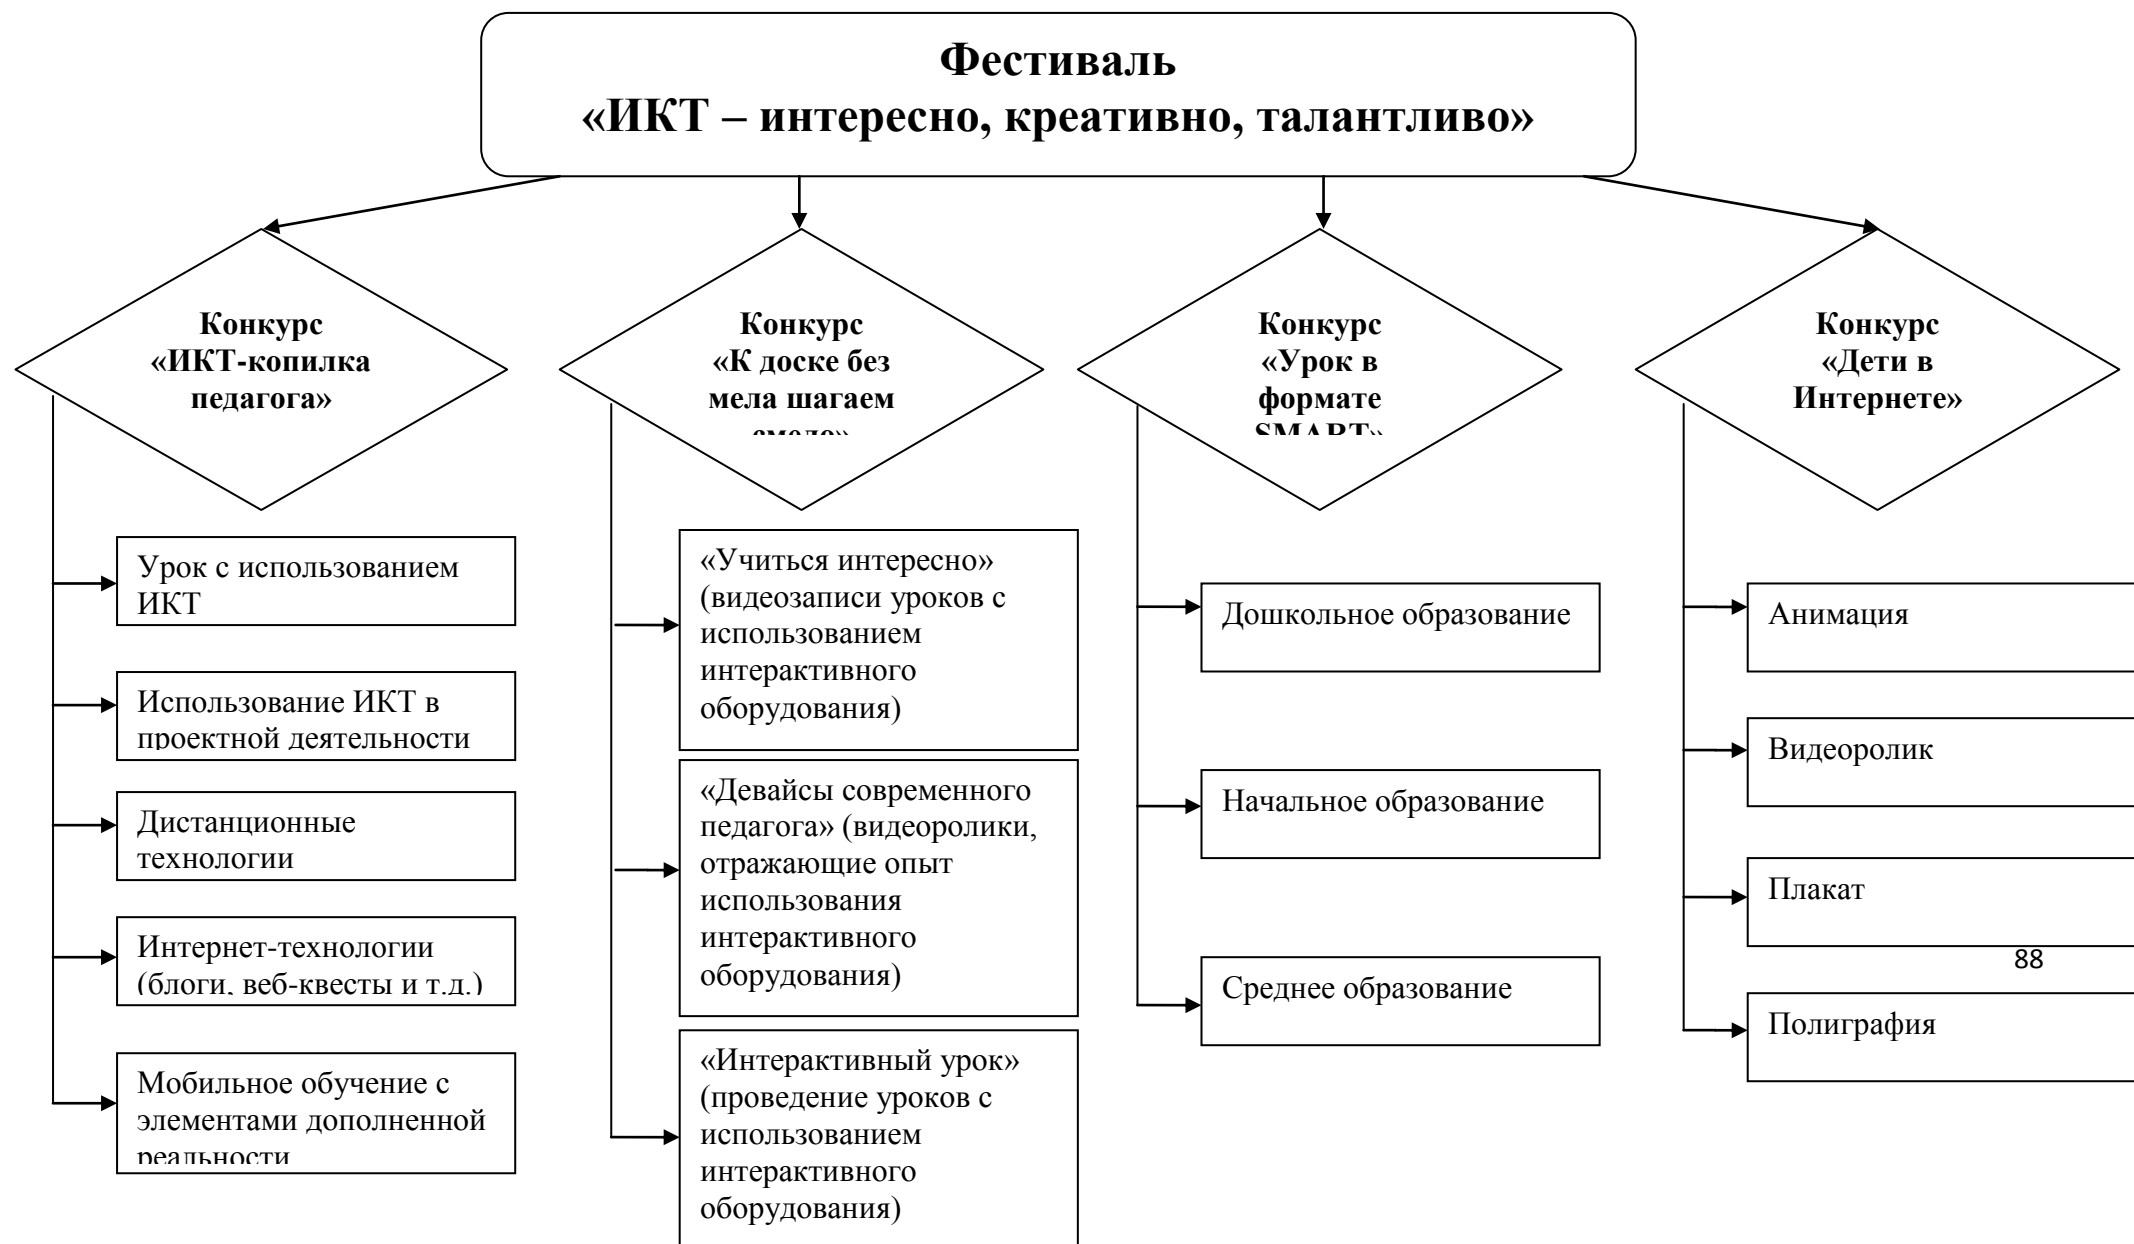 Фестиваль
«ИКТ – интересно, креативно, талантливо»
Конкурс
«ИКТ-копилка
педагога»
Урок с использованием
ИКТ
Использование ИКТ в
проектной деятельности
Дистанционные
технологии
Интернет-технологии
(блоги, веб-квесты и т.д.)
Мобильное обучение с
элементами дополненной
реальности
Конкурс
«К доске без
мела шагаем
смело»
«Учиться интересно»
(видеозаписи уроков с
использованием
интерактивного
оборудования)
«Девайсы современного
педагога» (видеоролики,
отражающие опыт
использования
интерактивного
оборудования)
«Интерактивный урок»
(проведение уроков с
использованием
интерактивного
оборудования)
Конкурс
«Урок в
формате
SMART»
Дошкольное образование
Начальное образование
Среднее образование
Конкурс
«Дети в
Интернете»
Анимация
Видеоролик
Плакат
Полиграфия
88